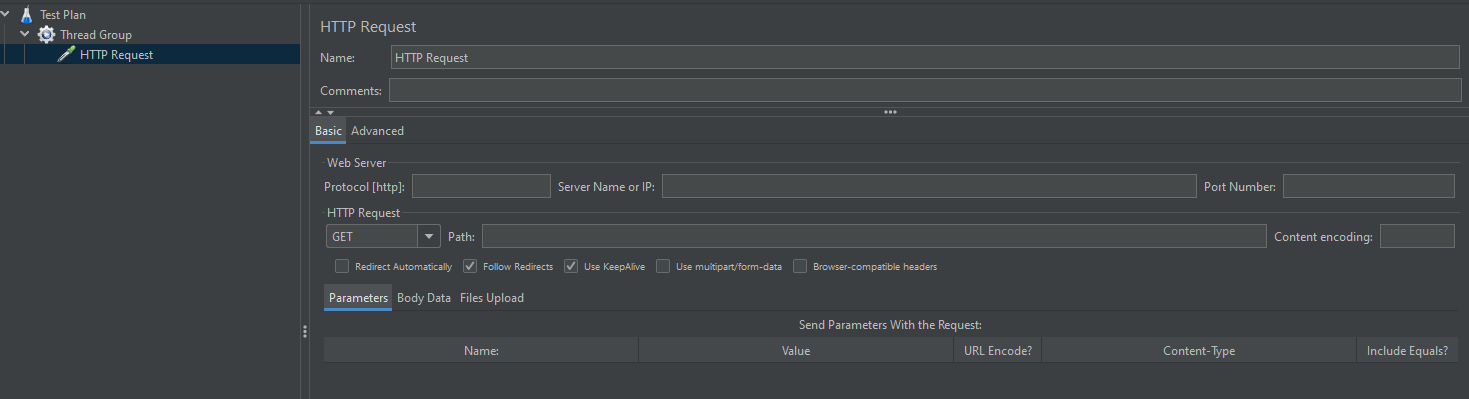 Test Plan
Thread Group
HTTP Request
HTTP Request
Name: HTTP Request
Comments:
Basic Advanced
Web Server
Protocol [http]: Server Name or IP: Port Number:
HTTP Request
GET Path: Content encoding:
Redirect Automatically Follow Redirects Use KeepAlive Use multipart/form-data Browser-compatible headers
Parameters Body Data Files Upload
Send Parameters With the Request:
Name: Value URL Encode? Content-Type Include Equals?